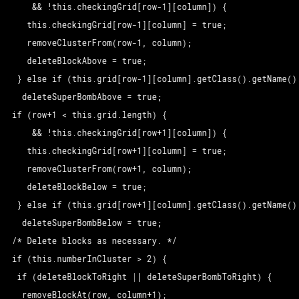 && !this.checkingGrid[row-1][column]) {
this.checkingGrid[row-1][column] = true;
removeClusterFrom(row-1, column);
deleteBlockAbove = true;
} else if (this.grid[row-1][column].getClass().getName()
deleteSuperBombAbove = true;
if (row+1 < this.grid.length) {
&& !this.checkingGrid[row+1][column]) {
this.checkingGrid[row+1][column] = true;
removeClusterFrom(row+1, column);
deleteBlockBelow = true;
} else if (this.grid[row+1][column].getClass().getName()
deleteSuperBombBelow = true;
/* Delete blocks as necessary. */
if (this.numberInCluster > 2) {
if (deleteBlockToRight || deleteSuperBombToRight) {
removeBlockAt(row, column+1);